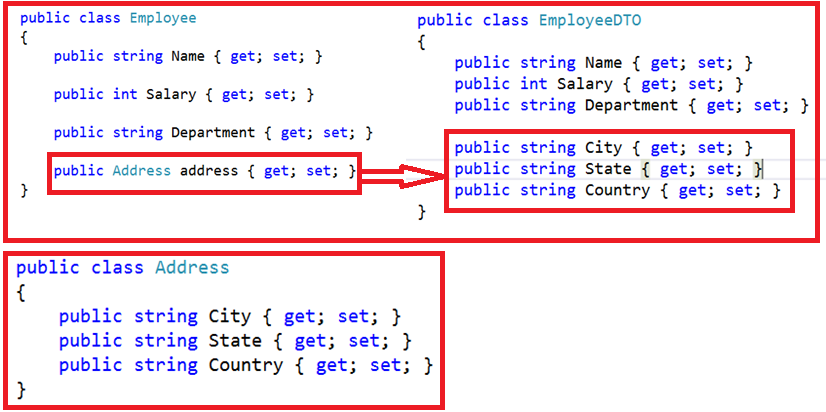 public class Employee
{
public string Name { get; set; }
public int Salary { get; set; }
public string Department { get; set; }
public Address address { get; set; }
}
public class EmployeeDTO
{
public string Name { get; set; }
public int Salary { get; set; }
public string Department { get; set; }
public string City { get; set; }
public string State { get; set; }
public string Country { get; set; }
}
public class Address
{
public string City { get; set; }
public string State { get; set; }
public string Country { get; set; }
}